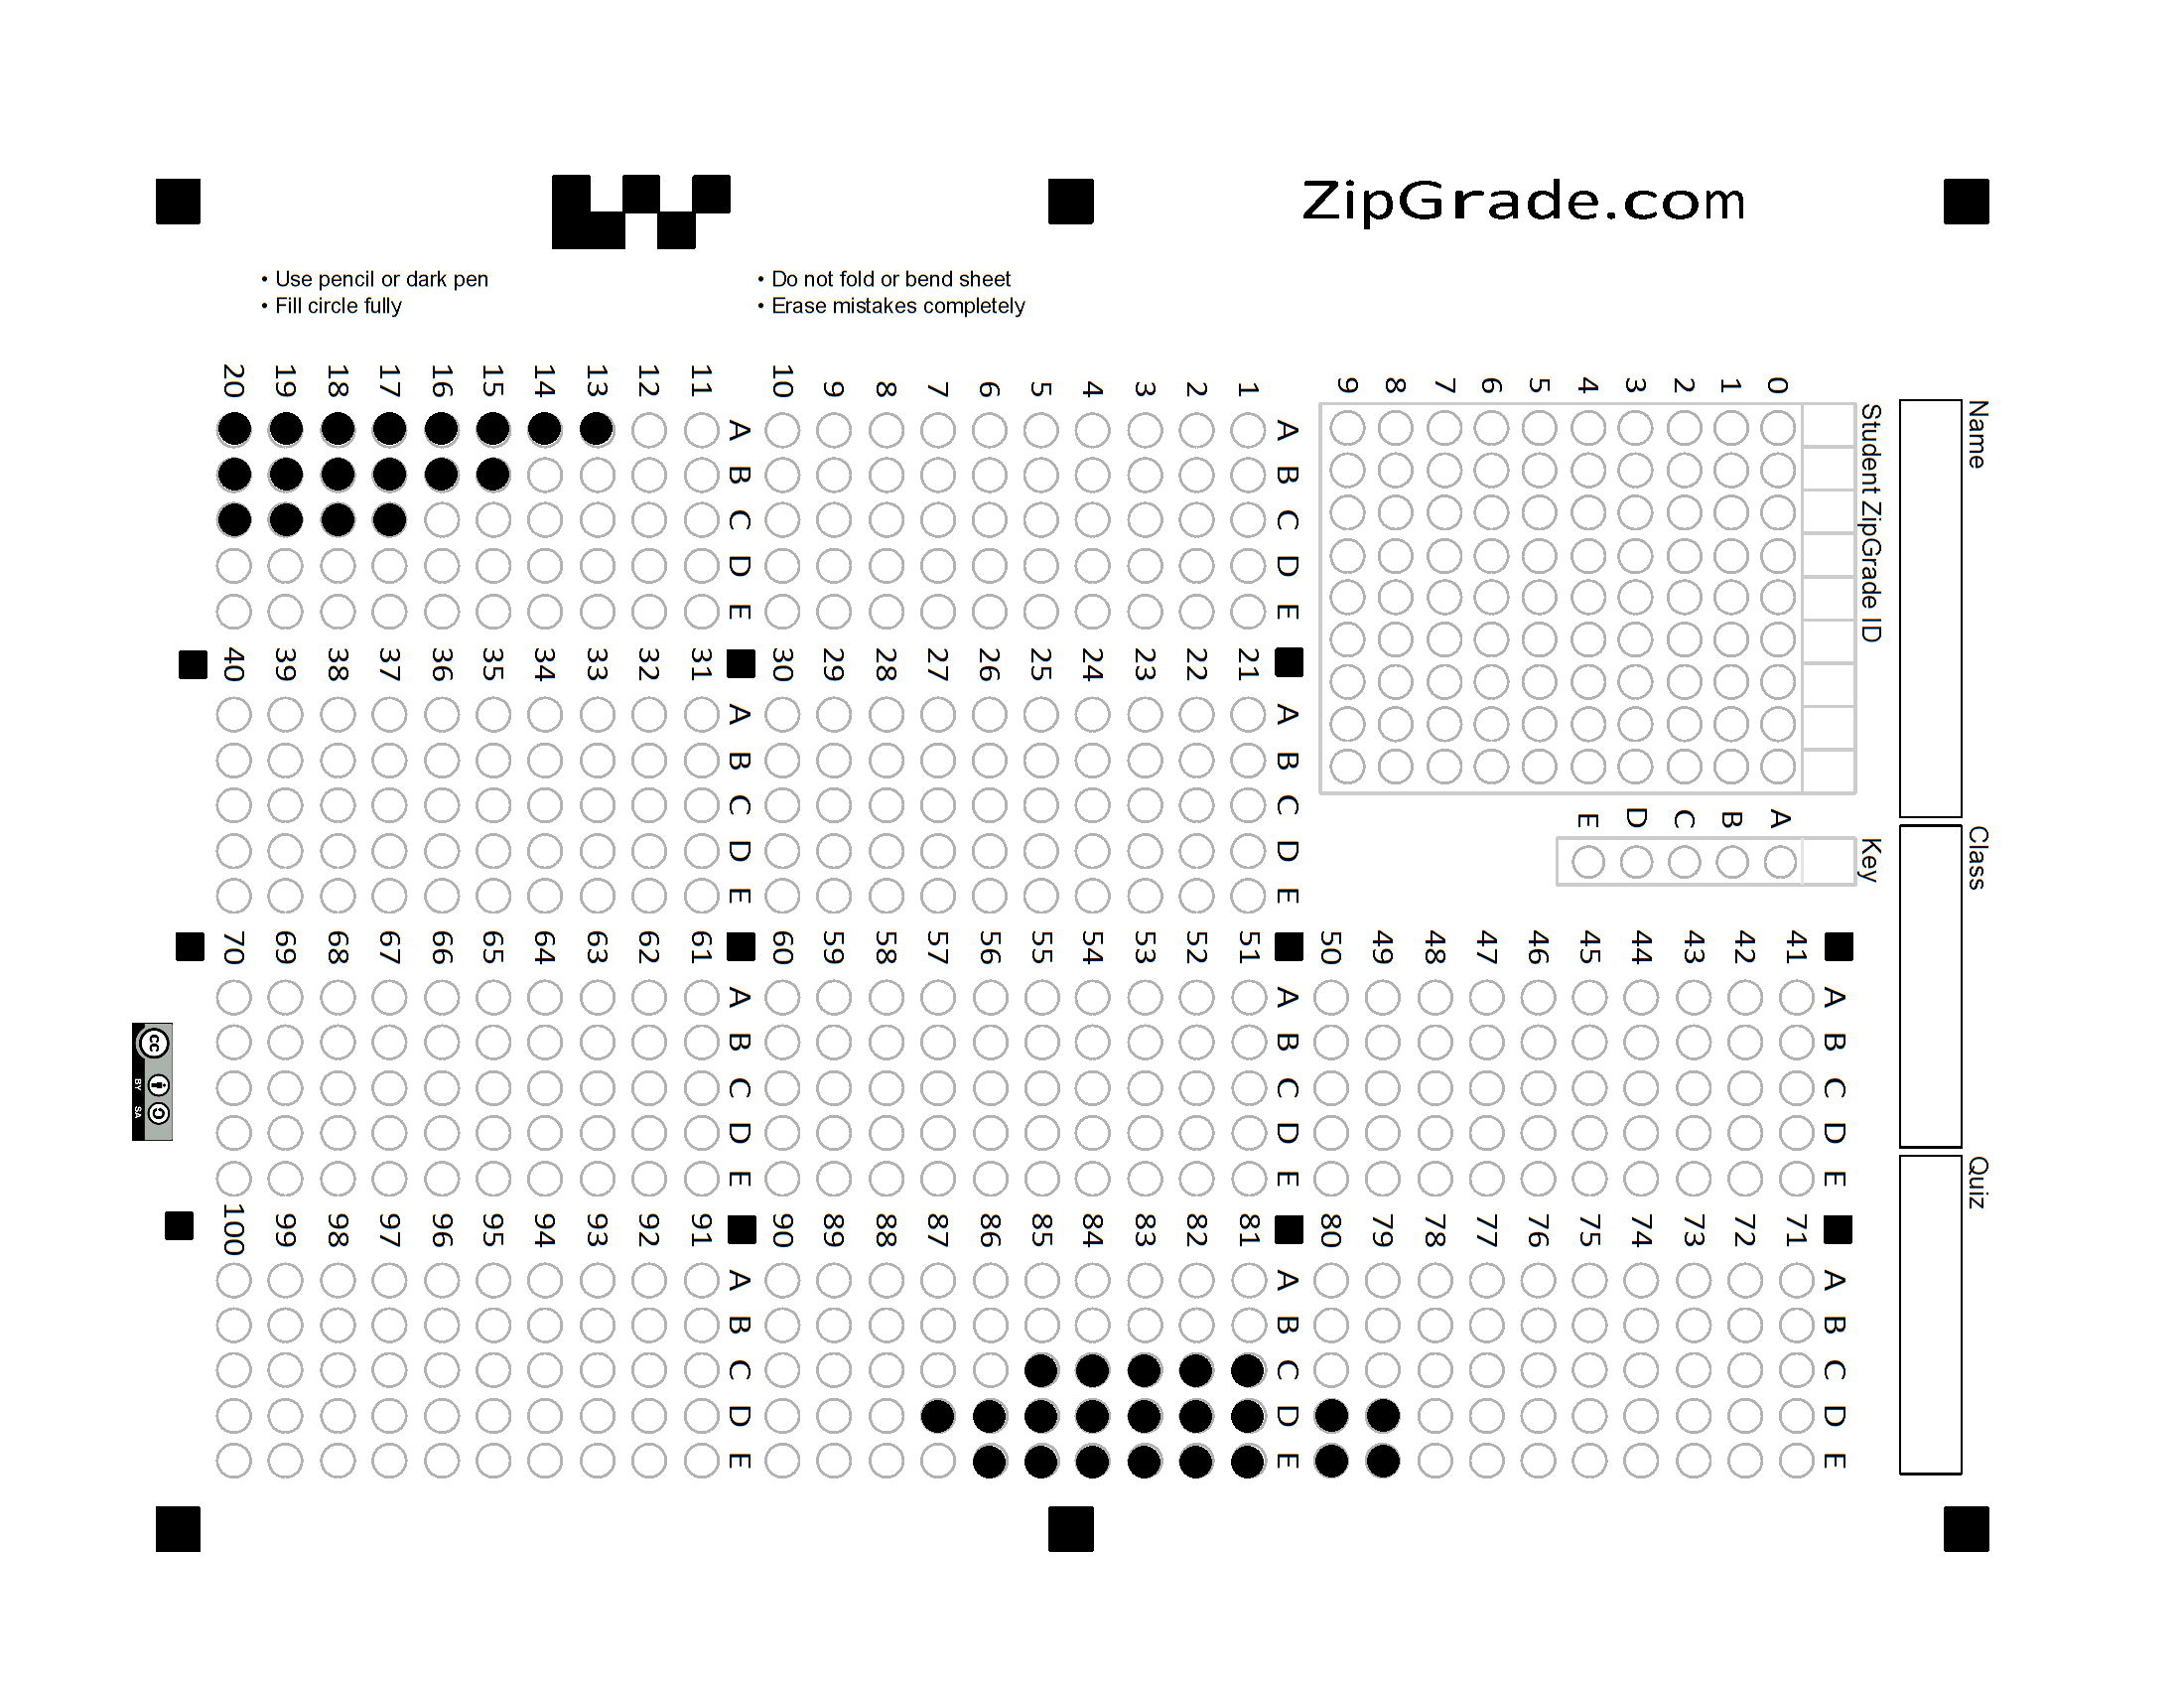 ZipGrade.com
• Use pencil or dark pen
• Fill circle fully
• Do not fold or bend sheet
• Erase mistakes completely
Name
Class
Quiz
Student ZipGrade ID
0 1 2 3 4 5 6 7 8 9
Key
A B C D E
1 2 3 4 5 6 7 8 9 10
A B C D E
11 12 13 14 15 16 17 18 19 20
A B C D E
21 22 23 24 25 26 27 28 29 30
A B C D E
31 32 33 34 35 36 37 38 39 40
A B C D E
41 42 43 44 45 46 47 48 49 50
A B C D E
51 52 53 54 55 56 57 58 59 60
A B C D E
61 62 63 64 65 66 67 68 69 70
A B C D E
71 72 73 74 75 76 77 78 79 80
A B C D E
81 82 83 84 85 86 87 88 89 90
A B C D E
91 92 93 94 95 96 97 98 99 100
A B C D E
cc
BY SA